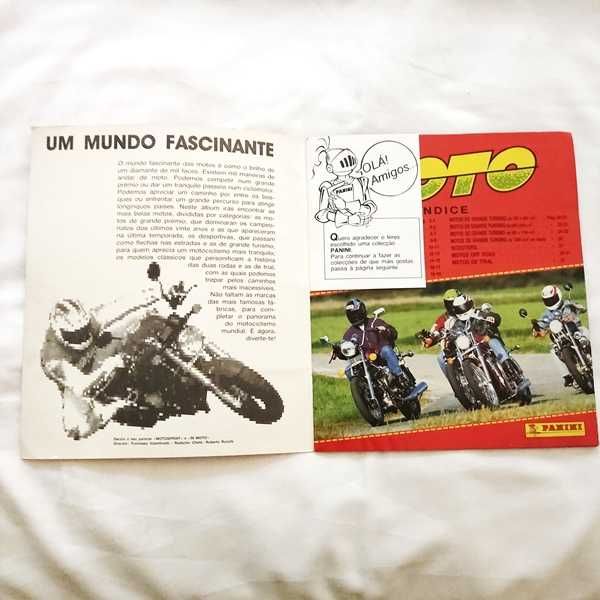 UM MUNDO FASCINANTE
O mundo fascinante das motos é como o brilho de
um diamante de mil faces. Existem mil maneiras de
andar de moto. Podemos competir num grande
prémio ou dar um tranquilo passeio num ciclomotor.
Podemos apreciar um caminho por entre os bos-
ques ou enfrentar um grande percurso para atingir
longínquos países. Neste álbum irás encontrar as
mais belas motos, divididas por categorias: as mo-
tos de grande prémio, que dominaram os campeo-
natos dos últimos vinte anos e as que apareceram
na última temporada, as desportivas, que passam
como flechas nas estradas e as de grande turismo,
para quem aprecia um motociclismo mais tranquilo;
os modelos clássicos que personificam a história
das duas rodas e as de trial,
com as quais podemos
trepar pelos caminhos
mais inacessíveis.
Não faltam as marcas
das mais famosas fá-
bricas, para com-
pletar o panorama
do motociclismo
mundial. E agora,
diverte-te!
OLÁ!
Amigos...
PANINI
Quero agradecer o teres
escolhido uma colecção
PANINI.
Para continuar a fazer as
colecções de que mais gostas
passa à página seguinte.
MOTO
ÍNDICE
MOTOS DE GRANDE TURISMO
MOTOS DE GRANDE TURISMO
MOTOS DE GRANDE TURISMO
MOTOS DE GRANDE TURISMO
SCOOTERS
MOTOS OFF ROAD
MOTOS DE TRIAL
PANINI